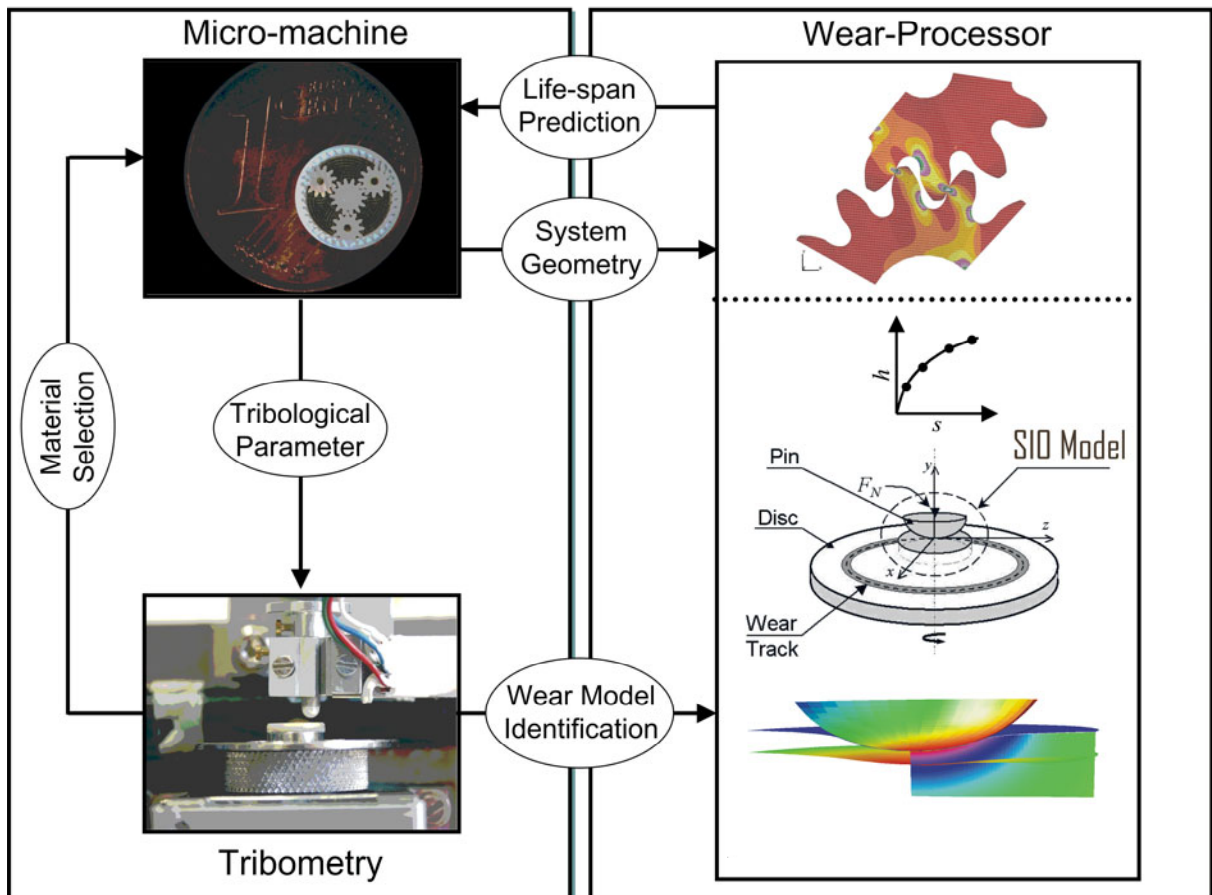 Micro-machine
Wear-Processor
Life-span
Prediction
System
Geometry
Material
Selection
Tribological
Parameter
h
s
SIO Model
Pin
y
F_N
Disc
z
x
Wear
Track
Wear Model
Identification
Tribometry